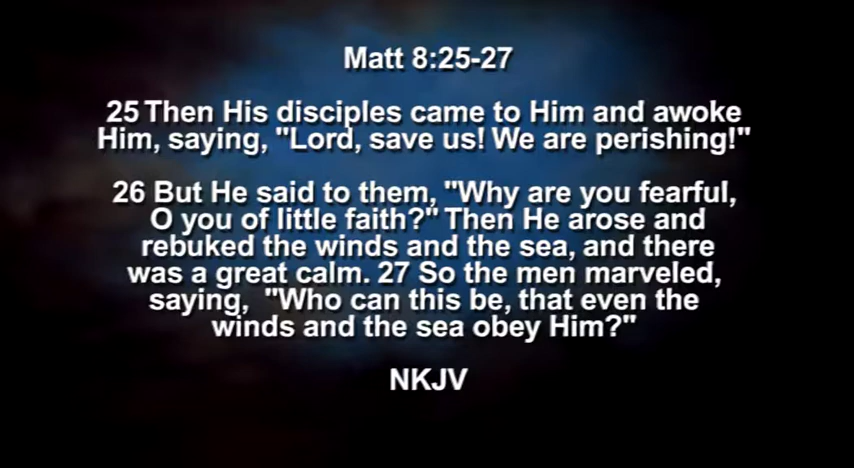 Matt 8:25-27
25 Then His disciples came to Him and awoke
Him, saying, "Lord, save us! We are perishing!"
26 But He said to them, "Why are you fearful,
O you of little faith?" Then He arose and
rebuked the winds and the sea, and there
was a great calm. 27 So the men marveled,
saying, "Who can this be, that even the
winds and the sea obey Him?"
NKJV